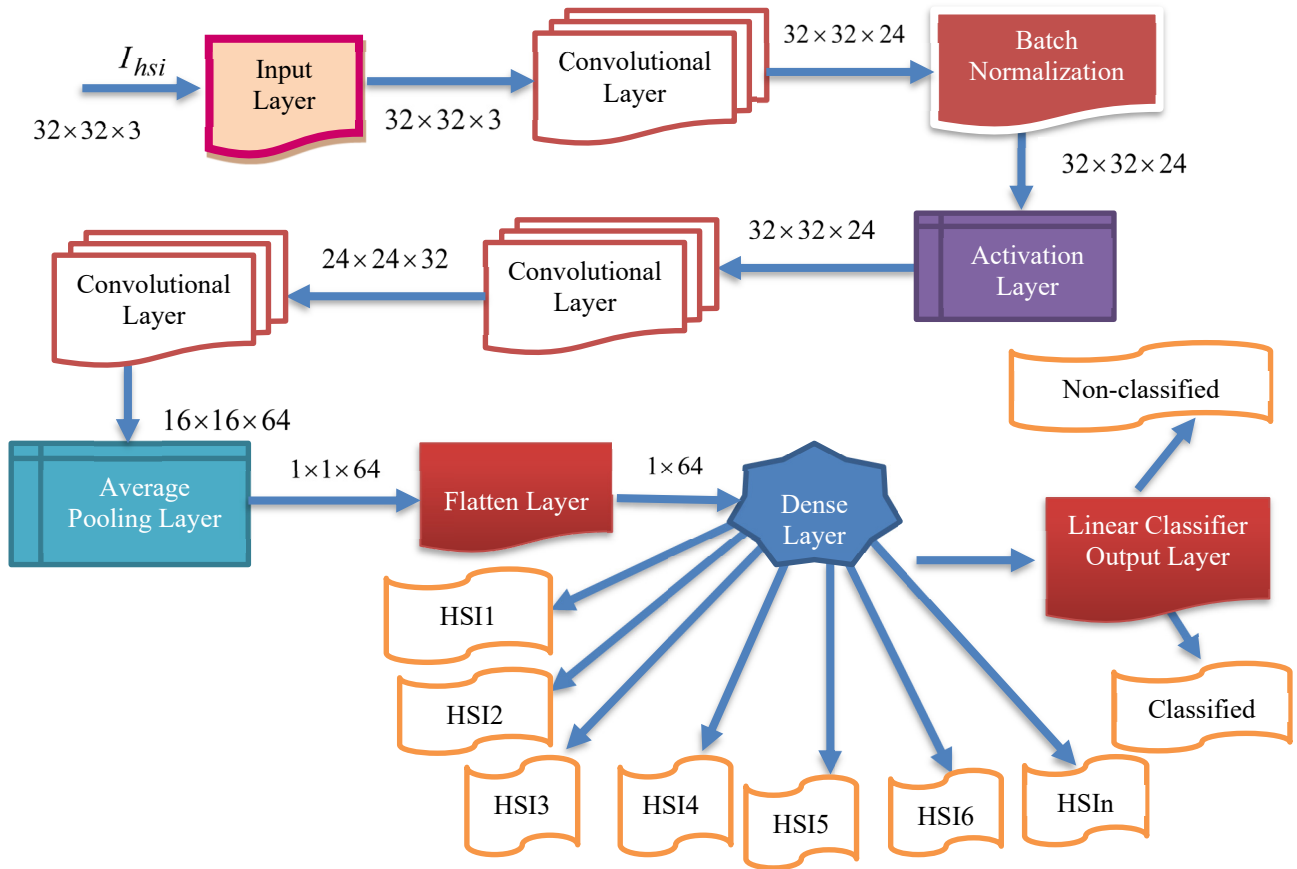 I_hsi
32×32×3
Input
Layer
32×32×3
Convolutional
Layer
32×32×24
Batch
Normalization
32×32×24
Activation
Layer
32×32×24
Convolutional
Layer
24×24×32
Convolutional
Layer
16×16×64
Average
Pooling Layer
1×1×64
Flatten Layer
1×64
Dense
Layer
HSI1
HSI2
HSI3
HSI4
HSI5
HSI6
HSIn
Linear Classifier
Output Layer
Non-classified
Classified